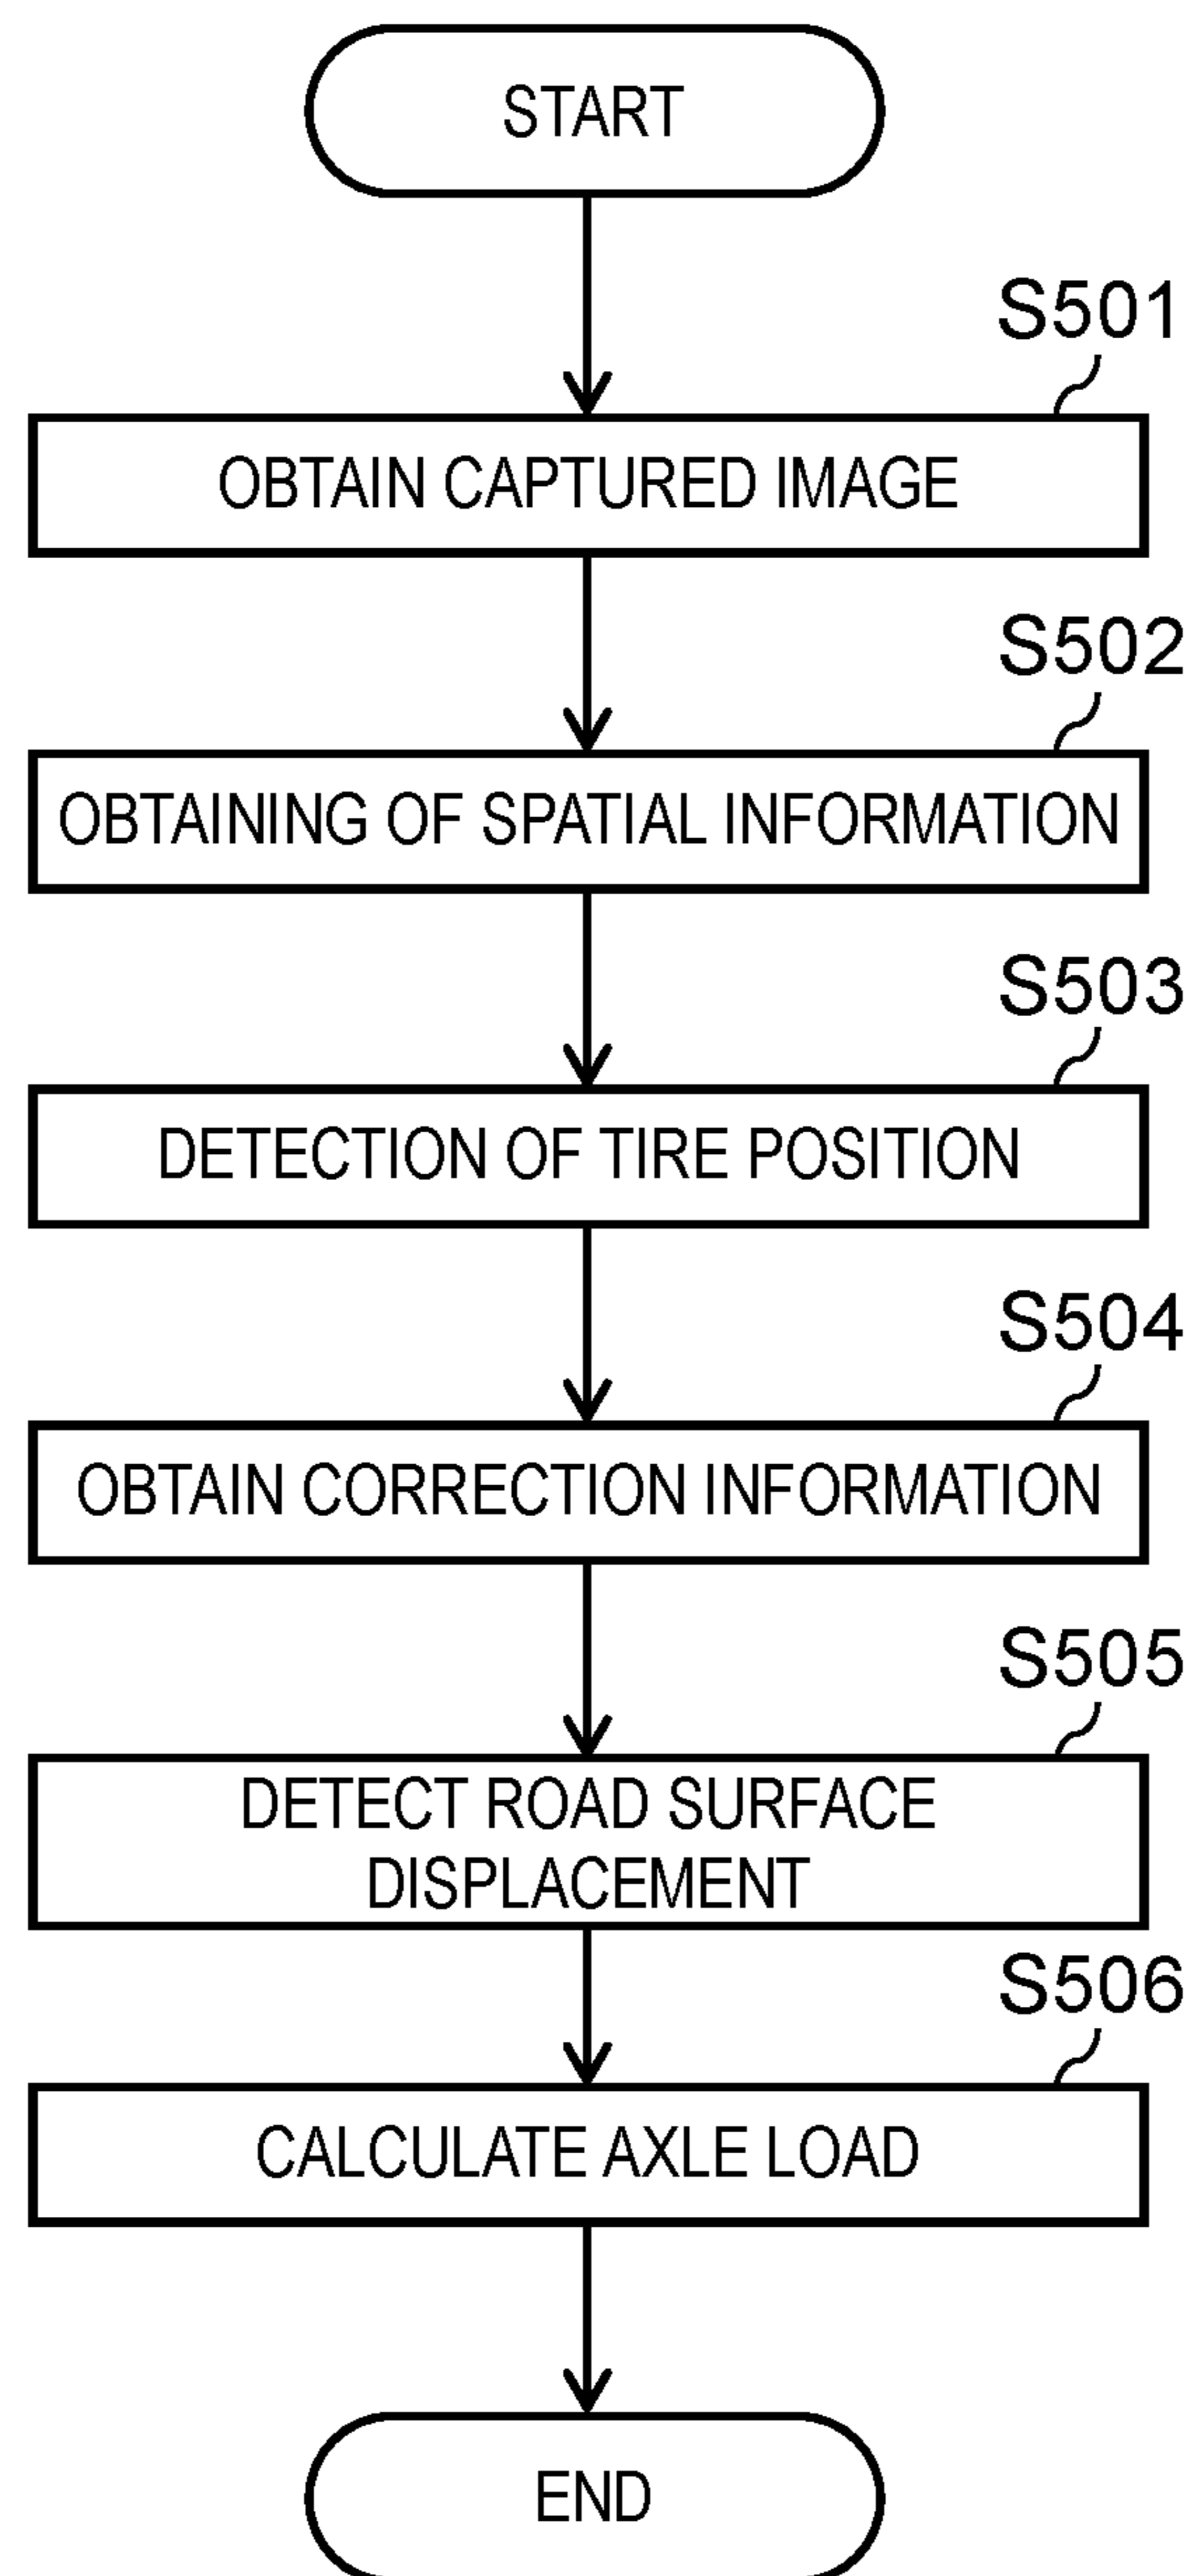 START
S501
OBTAIN CAPTURED IMAGE
S502
OBTAINING OF SPATIAL INFORMATION
S503
DETECTION OF TIRE POSITION
S504
OBTAIN CORRECTION INFORMATION
S505
DETECT ROAD SURFACE
DISPLACEMENT
S506
CALCULATE AXLE LOAD
END